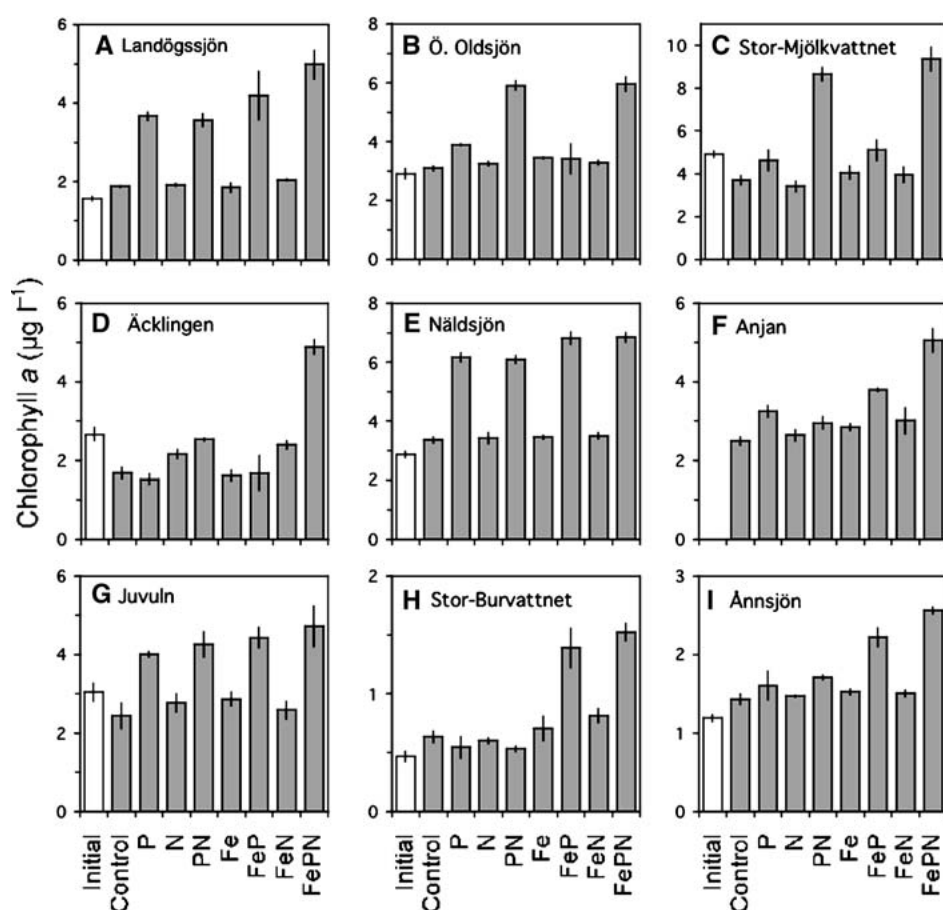 Chlorophyll a (µg l⁻¹)
A Landögssjön
6
4
2
0
B Ö. Oldsjön
8
6
4
2
0
C Stor-Mjölkvattnet
10
8
6
4
2
0
D Äcklingen
6
4
2
0
E Näldsjön
8
6
4
2
0
F Anjan
6
4
2
0
G Juvuln
6
4
2
0
H Stor-Burvattnet
2
1
0
I Ånnsjön
3
2
1
0
Initial
Control
P
N
PN
Fe
FeP
FeN
FePN
Initial
Control
P
N
PN
Fe
FeP
FeN
FePN
Initial
Control
P
N
PN
Fe
FeP
FeN
FePN